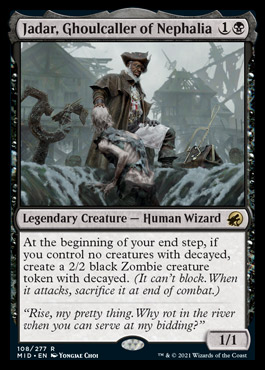 Jadar, Ghoulcaller of Nephalia 1
Legendary Creature — Human Wizard
At the beginning of your end step, if
you control no creatures with decayed,
create a 2/2 black Zombie creature
token with decayed. (It can't block. When
it attacks, sacrifice it at end of combat.)
"Rise, my pretty thing. Why rot in the river
when you can serve at my bidding?"
1/1
108/277 R
MID • EN YONGJAE CHOI
™ & © 2021 Wizards of the Coast